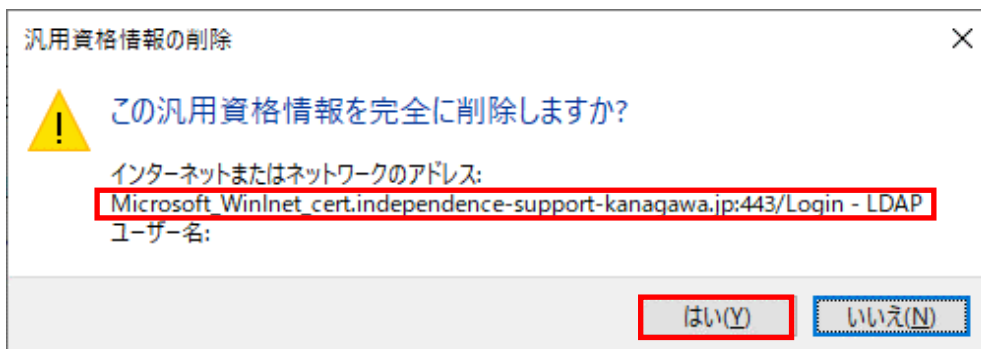 汎用資格情報の削除
この汎用資格情報を完全に削除しますか?
インターネットまたはネットワークのアドレス:
Microsoft_WinInet_cert.independence-support-kanagawa.jp:443/Login - LDAP
ユーザー名:
はい(Y)
いいえ(N)